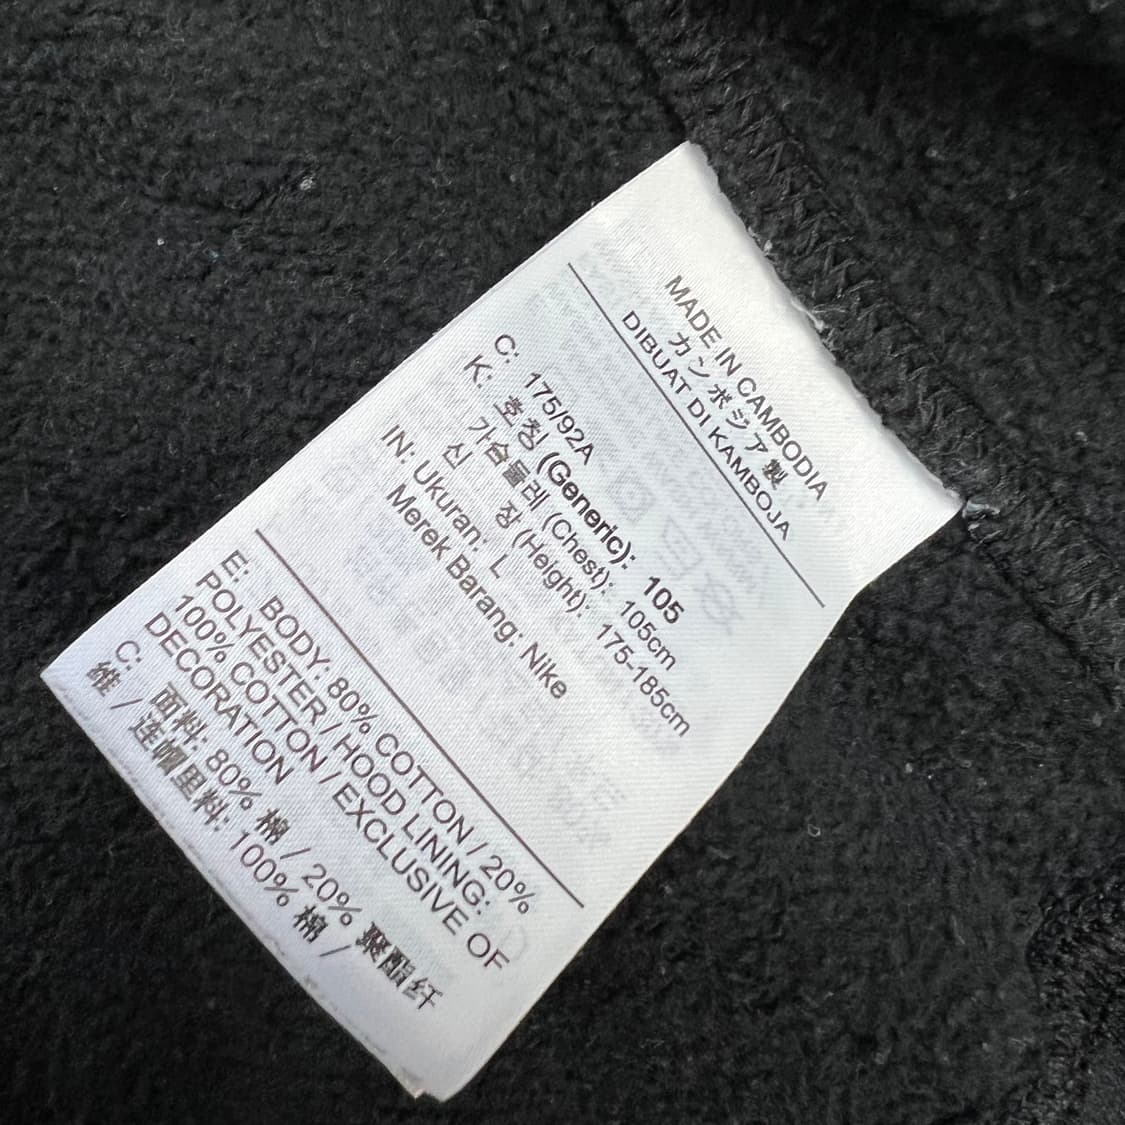 MADE IN CAMBODIA
カンボジア製
DIBUAT DI KAMBOJA
C: 175/92A
K: 호칭 (Generic): 105
가슴둘레 (Chest): 105cm
신 장 (Height): 175-185cm
IN: Ukuran: L
Merek Barang: Nike
E: BODY: 80% COTTON / 20%
POLYESTER / HOOD LINING:
100% COTTON / EXCLUSIVE OF
DECORATION
C: 面料: 80% 棉 / 20% 聚酯纤
维 / 连帽里料: 100% 棉 /